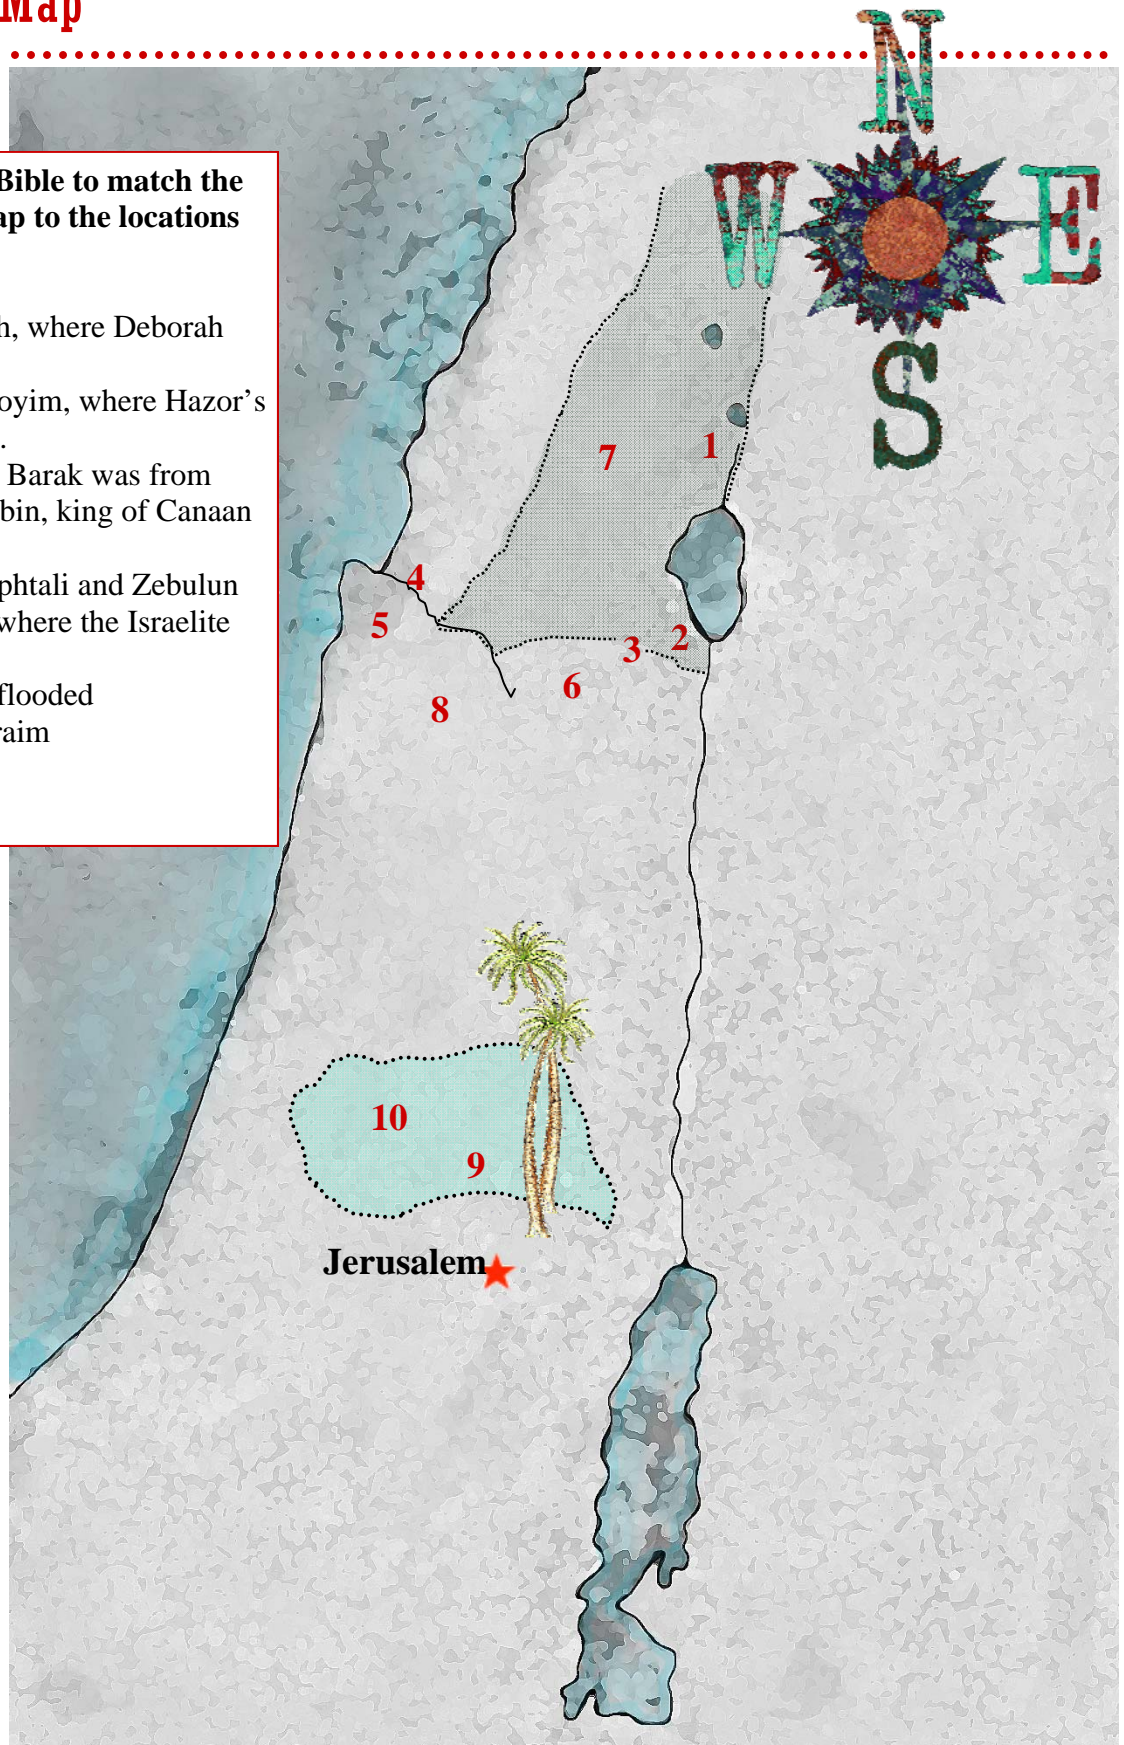 Map
N
W
E
S
Bible to match the
ap to the locations
h, where Deborah
oyim, where Hazor's
.
Barak was from
bin, king of Canaan
phtali and Zebulun
where the Israelite
flooded
raim
1
7
4
5
2
3
6
8
10
9
Jerusalem